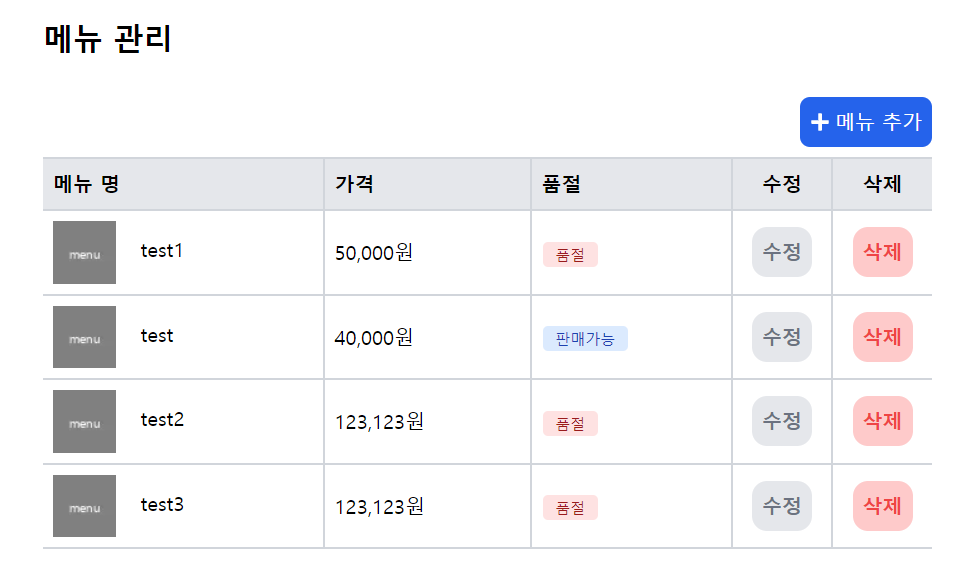 메뉴 관리
메뉴 추가
메뉴 명 가격 품절 수정 삭제
menu test1 50,000원 품절 수정 삭제
menu test 40,000원 판매가능 수정 삭제
menu test2 123,123원 품절 수정 삭제
menu test3 123,123원 품절 수정 삭제